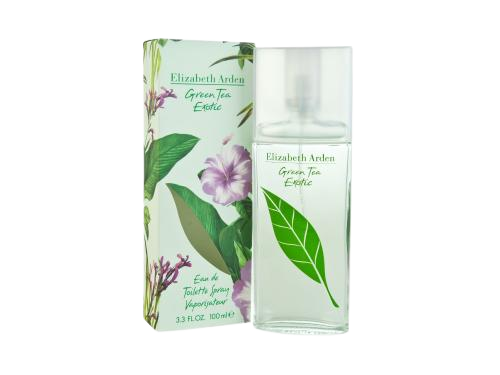 Elizabeth Arden
Green Tea
Exotic
Eau de
Toilette Spray
Vaporisateur
3.3 FL.OZ. 100 ml e
Elizabeth Arden
Green Tea
Exotic